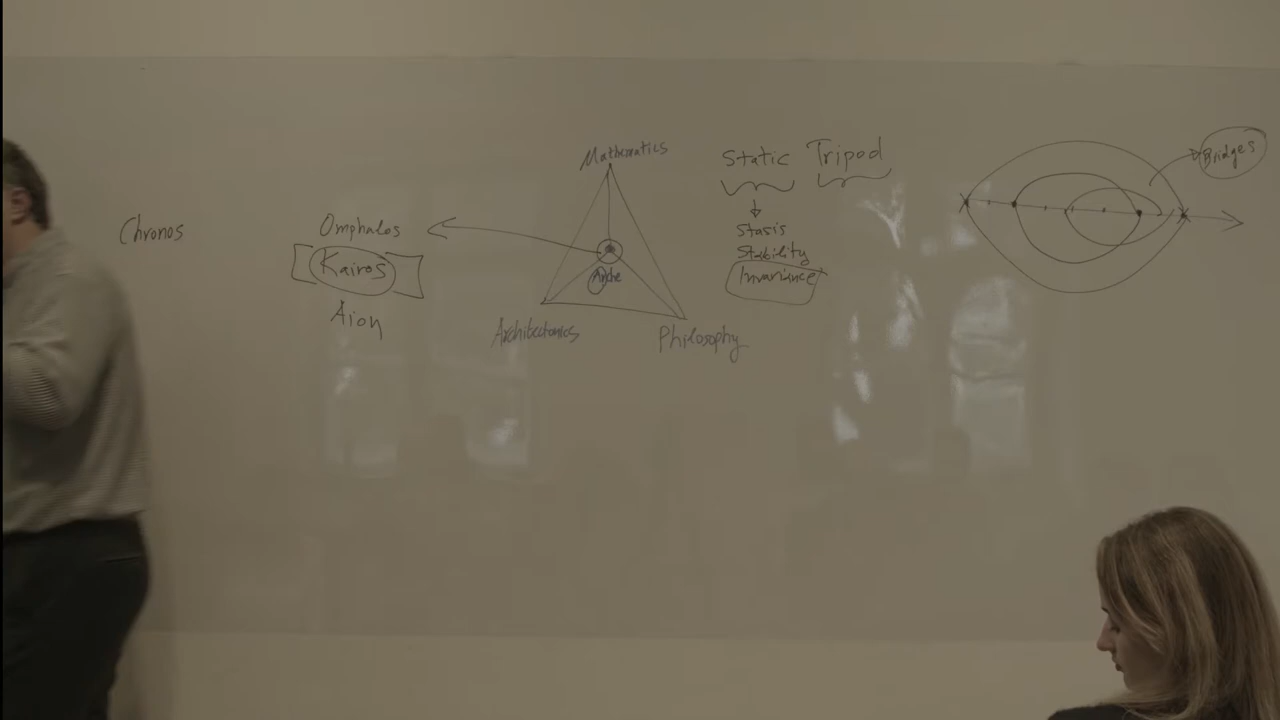 Chronos
Omphalos
Kairos
Aion
Mathematics
Arche
Architectonics
Philosophy
Static Tripod
Stasis
Stability
Invariance
Bridges